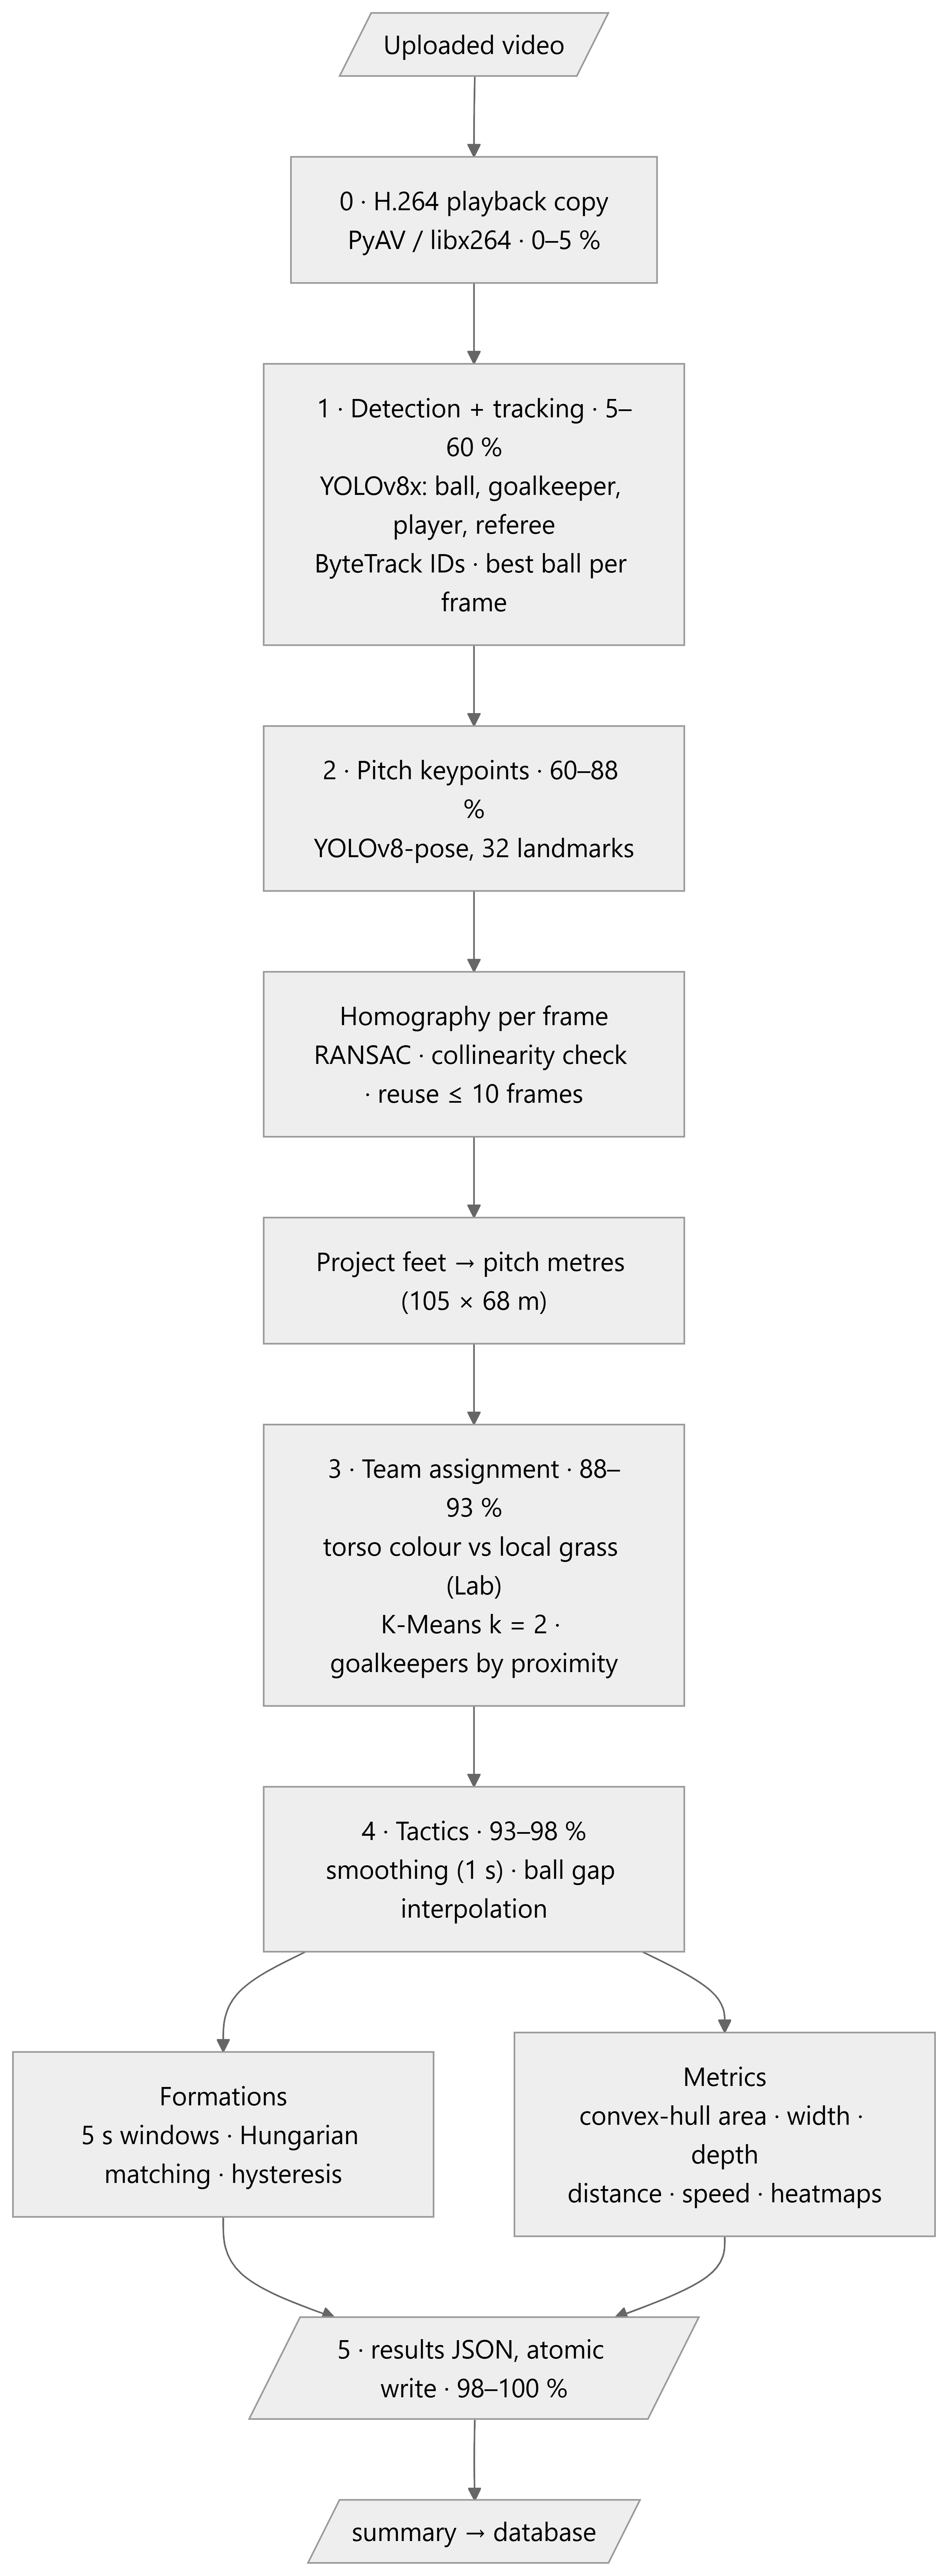 Uploaded video
0 · H.264 playback copy
PyAV / libx264 · 0–5 %
1 · Detection + tracking · 5–
60 %
YOLOv8x: ball, goalkeeper,
player, referee
ByteTrack IDs · best ball per
frame
2 · Pitch keypoints · 60–88
%
YOLOv8-pose, 32 landmarks
Homography per frame
RANSAC · collinearity check
· reuse ≤ 10 frames
Project feet → pitch metres
(105 × 68 m)
3 · Team assignment · 88–
93 %
torso colour vs local grass
(Lab)
K-Means k = 2 ·
goalkeepers by proximity
4 · Tactics · 93–98 %
smoothing (1 s) · ball gap
interpolation
Formations
5 s windows · Hungarian
matching · hysteresis
Metrics
convex-hull area · width ·
depth
distance · speed · heatmaps
5 · results JSON, atomic
write · 98–100 %
summary → database